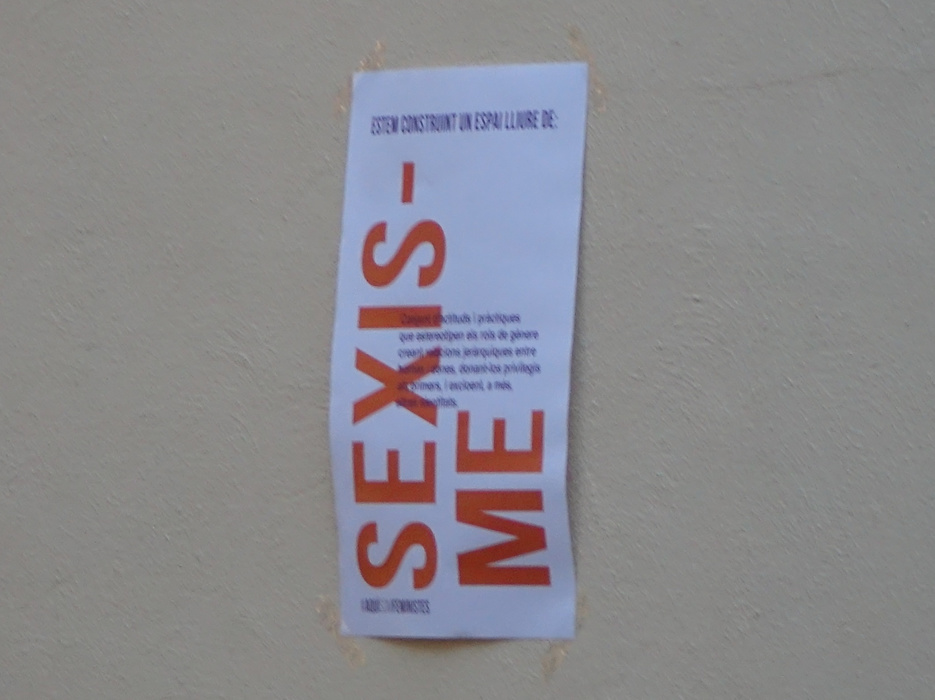 ESTEM CONSTRUINT UN ESPAI LLIURE DE:
SEXIS-
ME
Conjunt d'actituds i pràctiques
que estereotipen els rols de gènere
creant relacions jeràrquiques entre
homes i dones, donant-los privilegis
als primers, i excloent, a més,
altres identitats.
FEMINISTES